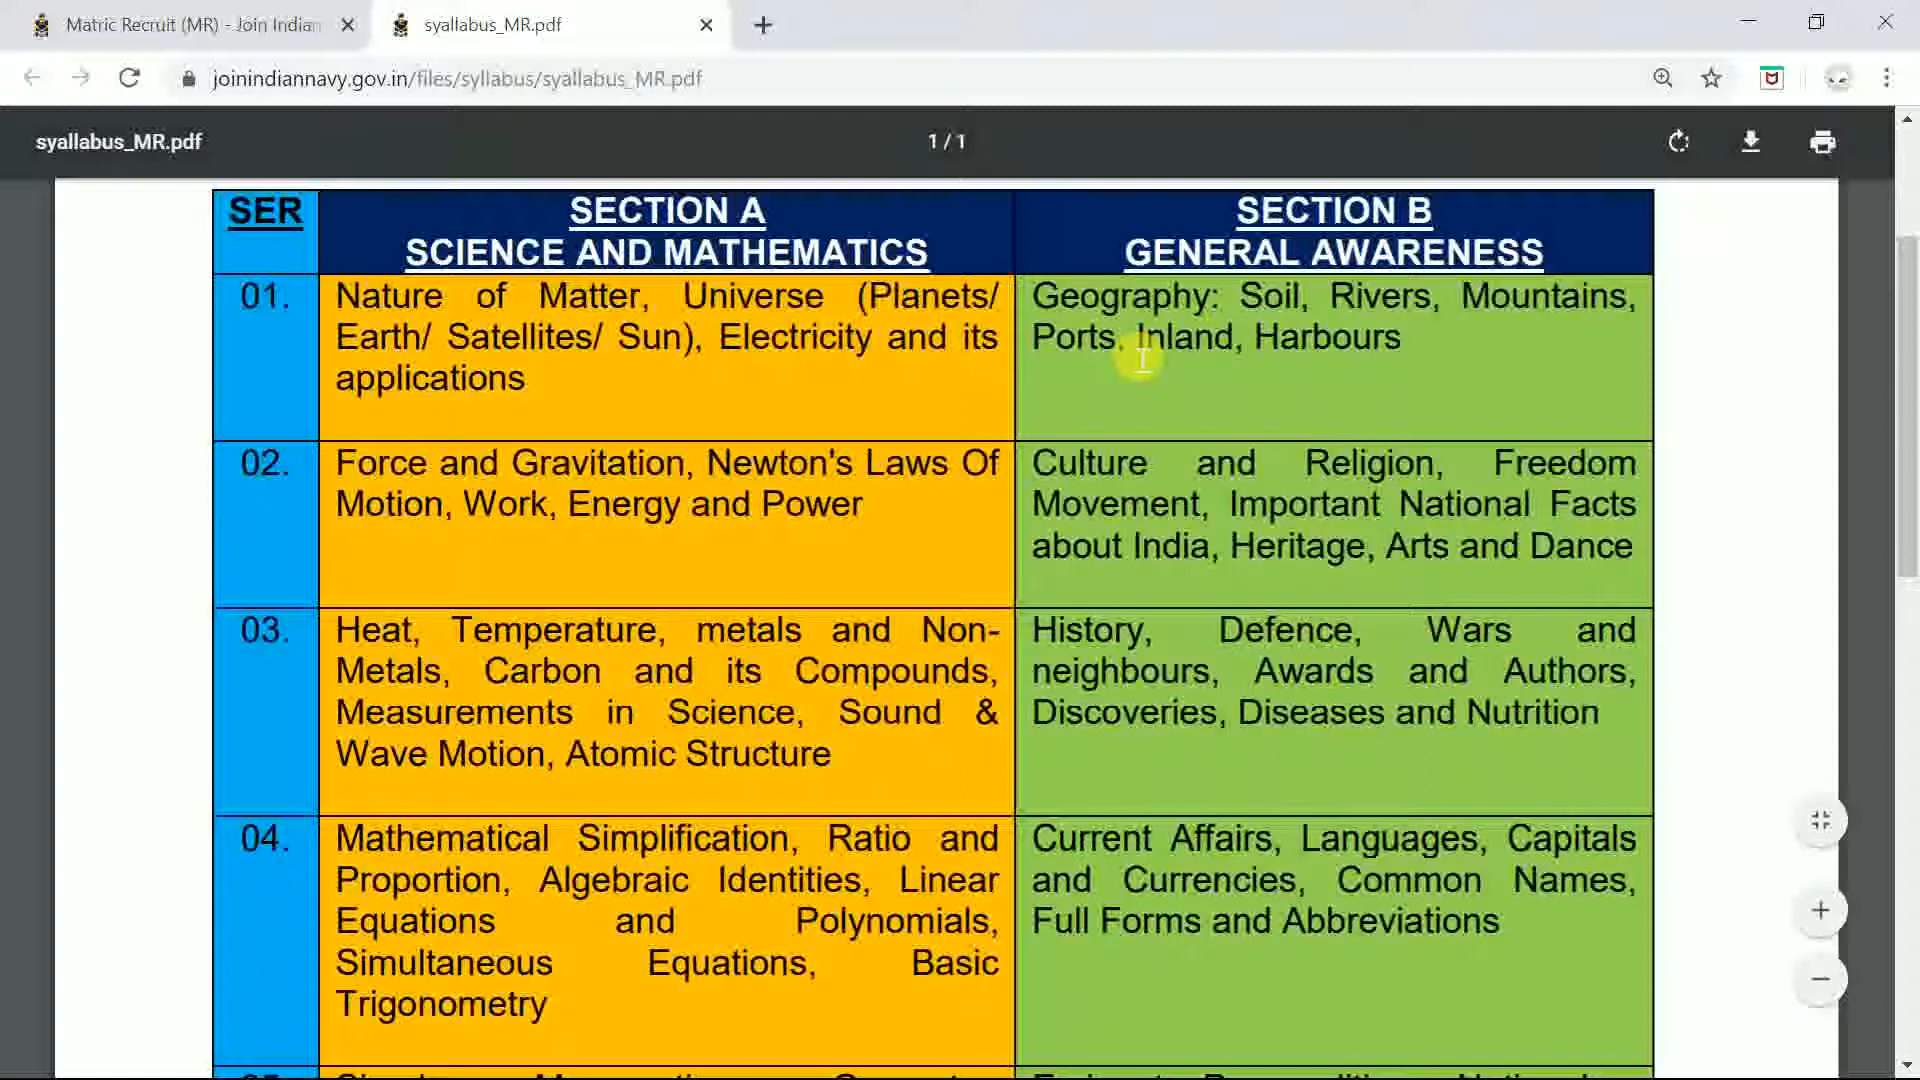 Matric Recruit (MR) - Join Indian
syallabus_MR.pdf
joinindiannavy.gov.in/files/syllabus/syallabus_MR.pdf
syallabus_MR.pdf
1 / 1
SER
SECTION A
SCIENCE AND MATHEMATICS
SECTION B
GENERAL AWARENESS
01.
Nature of Matter, Universe (Planets/
Earth/ Satellites/ Sun), Electricity and its
applications
Geography: Soil, Rivers, Mountains,
Ports, Inland, Harbours
02.
Force and Gravitation, Newton's Laws Of
Motion, Work, Energy and Power
Culture and Religion, Freedom
Movement, Important National Facts
about India, Heritage, Arts and Dance
03.
Heat, Temperature, metals and Non-
Metals, Carbon and its Compounds,
Measurements in Science, Sound &
Wave Motion, Atomic Structure
History, Defence, Wars and
neighbours, Awards and Authors,
Discoveries, Diseases and Nutrition
04.
Mathematical Simplification, Ratio and
Proportion, Algebraic Identities, Linear
Equations and Polynomials,
Simultaneous Equations, Basic
Trigonometry
Current Affairs, Languages, Capitals
and Currencies, Common Names,
Full Forms and Abbreviations